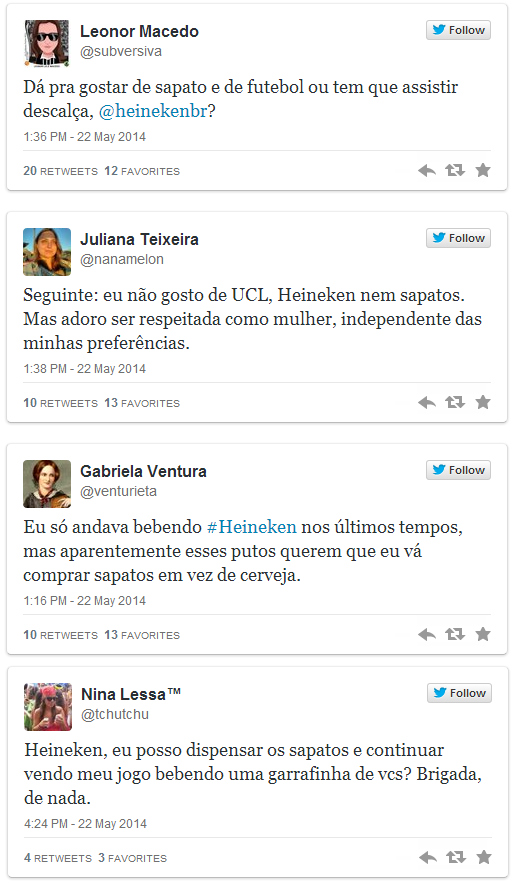 Leonor Macedo
Follow
@subversiva
Dá pra gostar de sapato e de futebol ou tem que assistir
descalça, @heinekenbr?
1:36 PM - 22 May 2014
20 RETWEETS 12 FAVORITES
Juliana Teixeira
Follow
@nanamelon
Seguinte: eu não gosto de UCL, Heineken nem sapatos.
Mas adoro ser respeitada como mulher, independente das
minhas preferências.
1:38 PM - 22 May 2014
10 RETWEETS 13 FAVORITES
Gabriela Ventura
Follow
@venturieta
Eu só andava bebendo #Heineken nos últimos tempos,
mas aparentemente esses putos querem que eu vá
comprar sapatos em vez de cerveja.
1:16 PM - 22 May 2014
10 RETWEETS 13 FAVORITES
Nina Lessa™
Follow
@tchutchu
Heineken, eu posso dispensar os sapatos e continuar
vendo meu jogo bebendo uma garrafinha de vcs? Brigada,
de nada.
4:24 PM - 22 May 2014
4 RETWEETS 3 FAVORITES